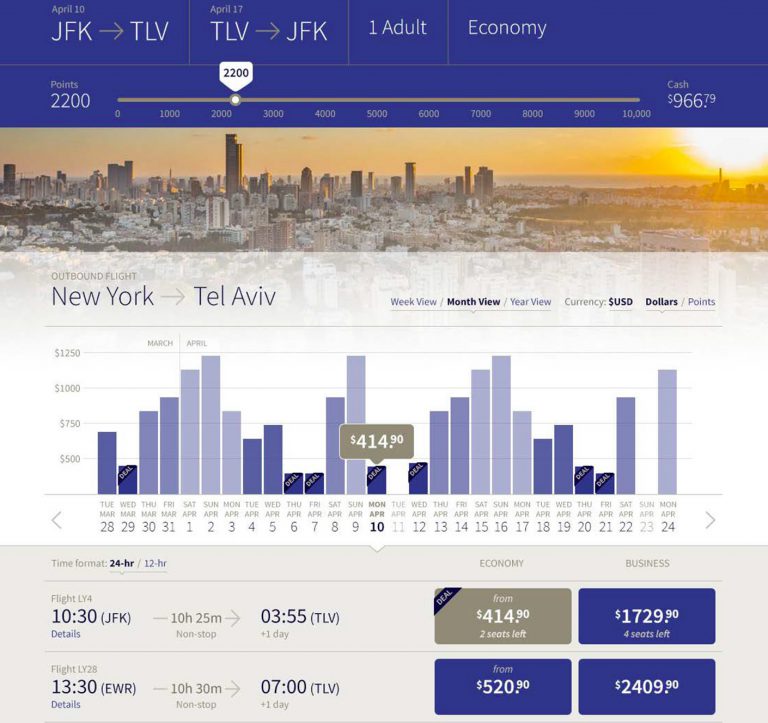 April 10
JFK → TLV
April 17
TLV → JFK
1 Adult
Economy
Points
2200
2200
0 1000 2000 3000 4000 5000 6000 7000 8000 9000 10,000
Cash
$966.79
OUTBOUND FLIGHT
New York → Tel Aviv
Week View / Month View / Year View Currency: $USD Dollars / Points
MARCH APRIL
$1250
$1000
$750
$500
$414.90
DEAL DEAL DEAL DEAL DEAL DEAL DEAL
TUE WED THU FRI SAT SUN MON TUE WED THU FRI SAT SUN MON TUE WED THU FRI SAT SUN MON TUE WED THU FRI SAT SUN MON
MAR MAR MAR MAR APR APR APR APR APR APR APR APR APR APR APR APR APR APR APR APR APR APR APR APR APR APR APR APR
28 29 30 31 1 2 3 4 5 6 7 8 9 10 11 12 13 14 15 16 17 18 19 20 21 22 23 24
Time format: 24-hr / 12-hr ECONOMY BUSINESS
Flight LY4
10:30 (JFK) — 10h 25m → 03:55 (TLV)
Details Non-stop +1 day
DEAL
from
$414.90
2 seats left
$1729.90
4 seats left
Flight LY28
13:30 (EWR) — 10h 30m → 07:00 (TLV)
Details Non-stop +1 day
from
$520.90
$2409.90